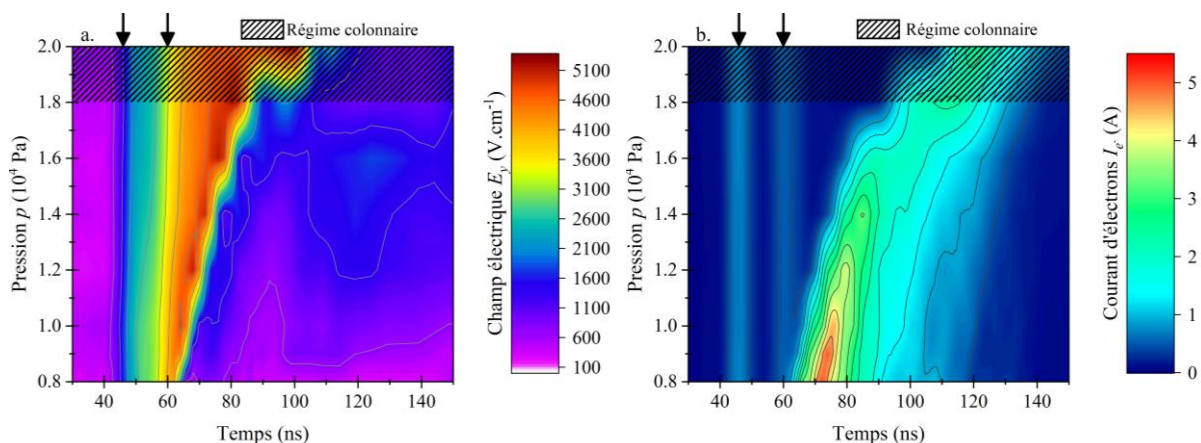 a.
Régime colonnaire
Pression p (10⁴ Pa)
2.0
1.8
1.6
1.4
1.2
1.0
0.8
40 60 80 100 120 140
Temps (ns)
Champ électrique Eᵧ (V.cm⁻¹)
5100
4600
4100
3600
3100
2600
2100
1600
1100
600
100
b.
Régime colonnaire
Pression p (10⁴ Pa)
2.0
1.8
1.6
1.4
1.2
1.0
0.8
40 60 80 100 120 140
Temps (ns)
Courant d'électrons Iₑ- (A)
5
4
3
2
1
0